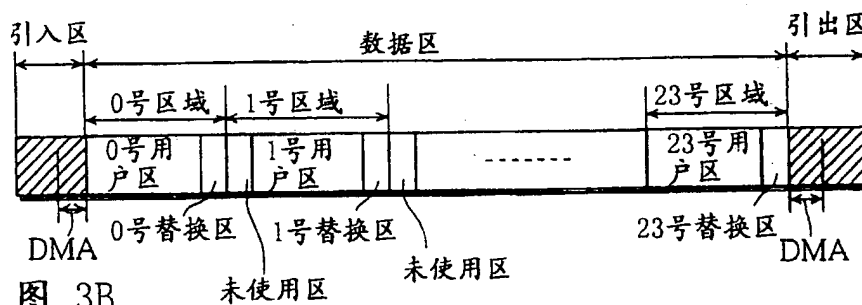 引入区
数据区
引出区
0号区域
1号区域
23号区域
0号用
户区
1号用
户区
-------
23号用
户区
DMA
0号替换区
1号替换区
未使用区
23号替换区
DMA
图 3B
未使用区